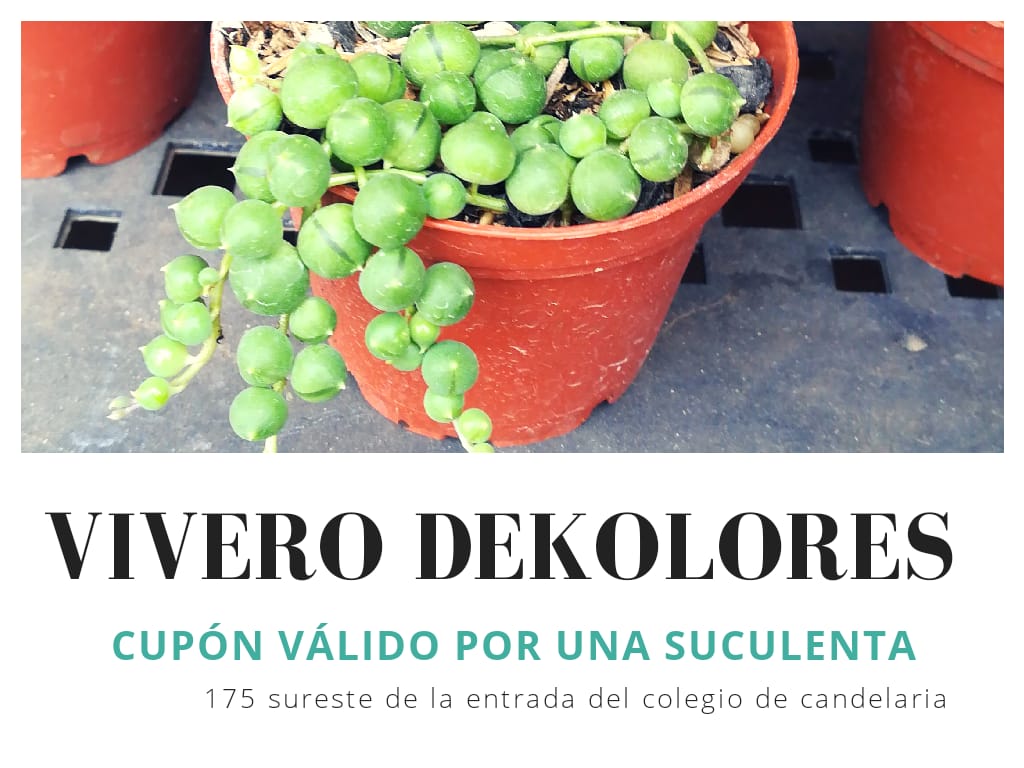 VIVERO DEKOLORES
CUPÓN VÁLIDO POR UNA SUCULENTA
175 sureste de la entrada del colegio de candelaria